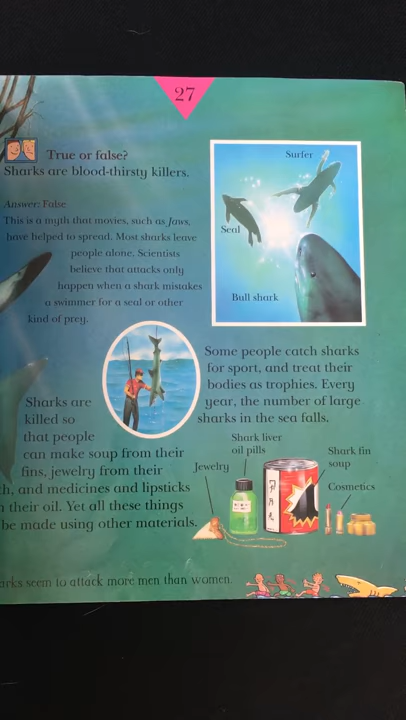 27
True or false?
Sharks are blood-thirsty killers.
Answer: False
This is a myth that movies, such as Jaws,
have helped to spread. Most sharks leave
people alone. Scientists
believe that attacks only
happen when a shark mistakes
a swimmer for a seal or other
kind of prey.
Surfer
Seal
Bull shark
Some people catch sharks
for sport, and treat their
bodies as trophies. Every
year, the number of large
sharks in the sea falls.
Sharks are
killed so
that people
can make soup from their
fins, jewelry from their
and medicines and lipsticks
their oil. Yet all these things
be made using other materials.
Shark liver
oil pills
Jewelry
Shark fin
soup
Cosmetics
seem to attack more men than women.